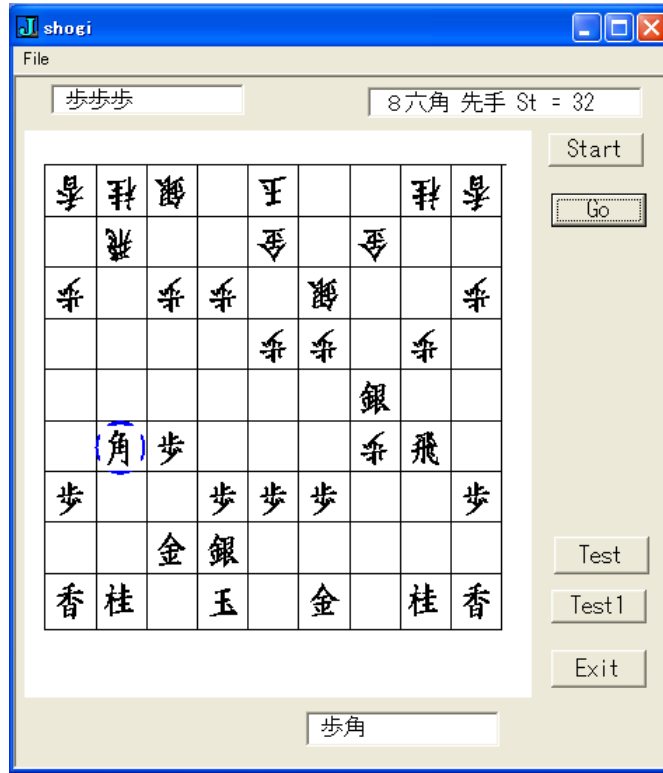 shogi
File
歩歩歩
8六角 先手 St = 32
Start
Go
香 桂 銀 王 桂 香
飛 金 金
歩 歩 歩 銀 歩
歩 歩 歩
銀
角 歩 歩 飛
歩 歩 歩 歩 歩
金 銀
香 桂 玉 金 桂 香
Test
Test1
Exit
歩角